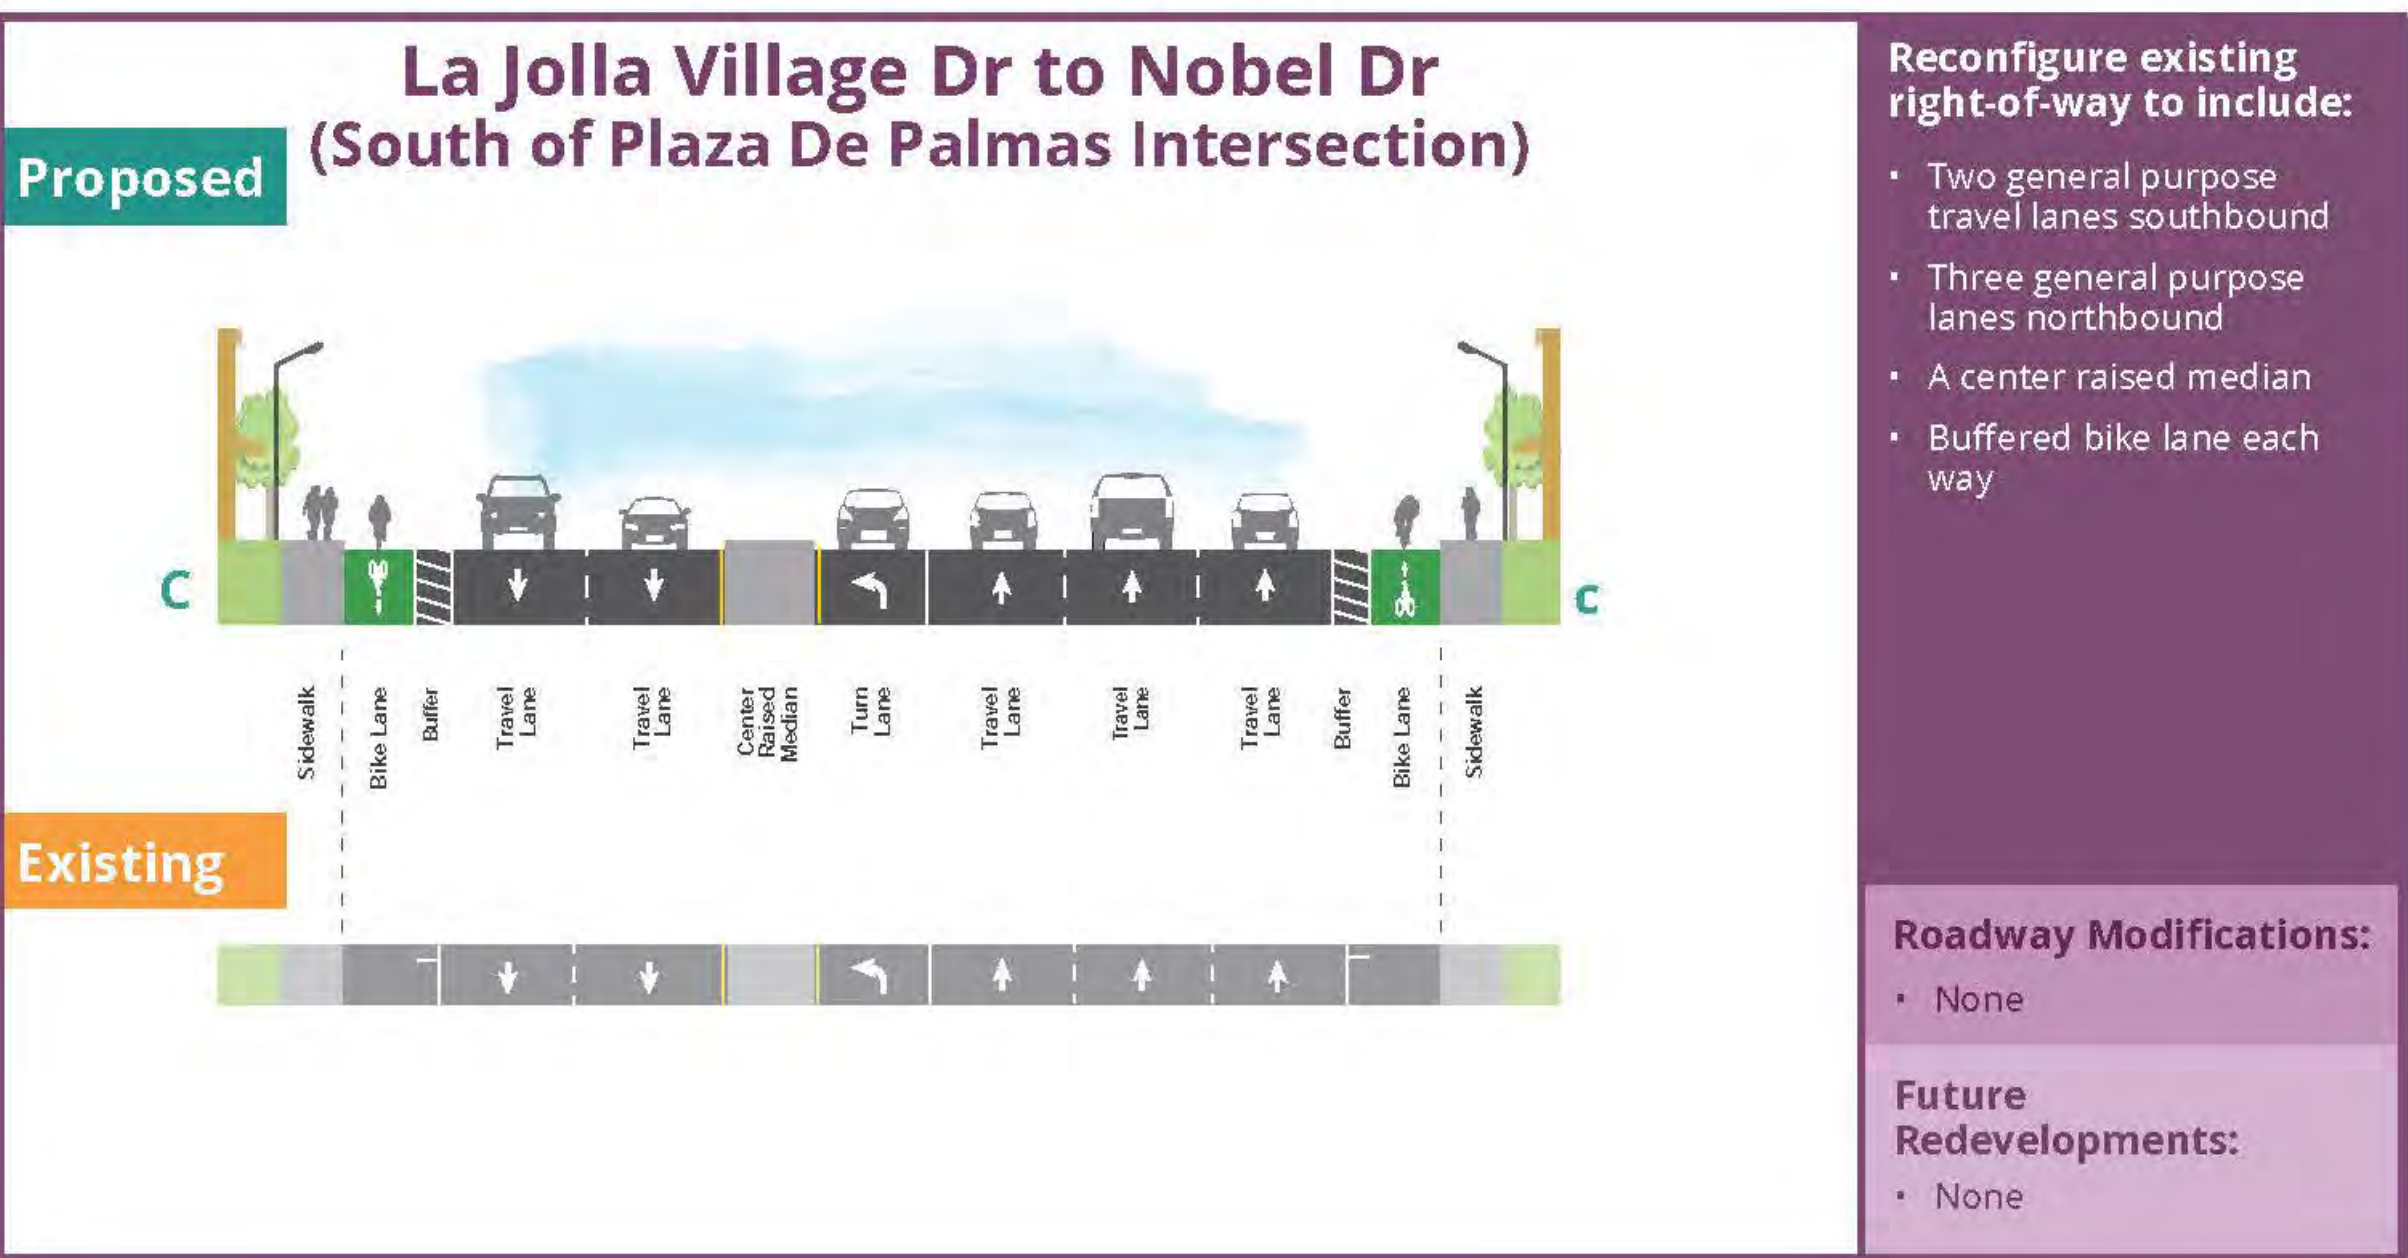 La Jolla Village Dr to Nobel Dr
(South of Plaza De Palmas Intersection)
Proposed
C
C
Sidewalk
Bike Lane
Buffer
Travel
Lane
Travel
Lane
Center
Raised
Median
Turn
Lane
Travel
Lane
Travel
Lane
Travel
Lane
Buffer
Bike Lane
Sidewalk
Existing
Reconfigure existing
right-of-way to include:
· Two general purpose
travel lanes southbound
· Three general purpose
lanes northbound
· A center raised median
· Buffered bike lane each
way
Roadway Modifications:
· None
Future
Redevelopments:
· None